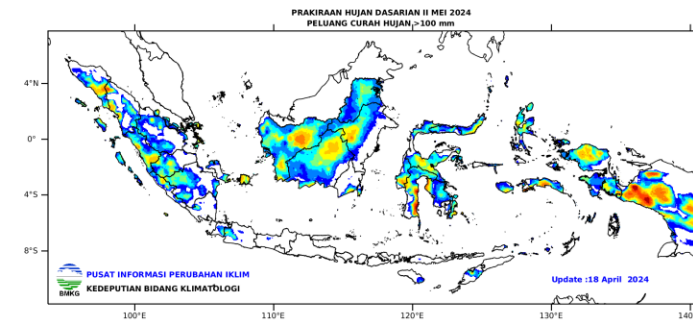 PRAKIRAAN HUJAN DASARIAN II MEI 2024
PELUANG CURAH HUJAN >100 mm
4°N
0°
4°S
8°S
PUSAT INFORMASI PERUBAHAN IKLIM
BMKG
KEDEPUTIAN BIDANG KLIMATOLOGI
Update :18 April 2024
100°E
110°E
120°E
130°E
140°